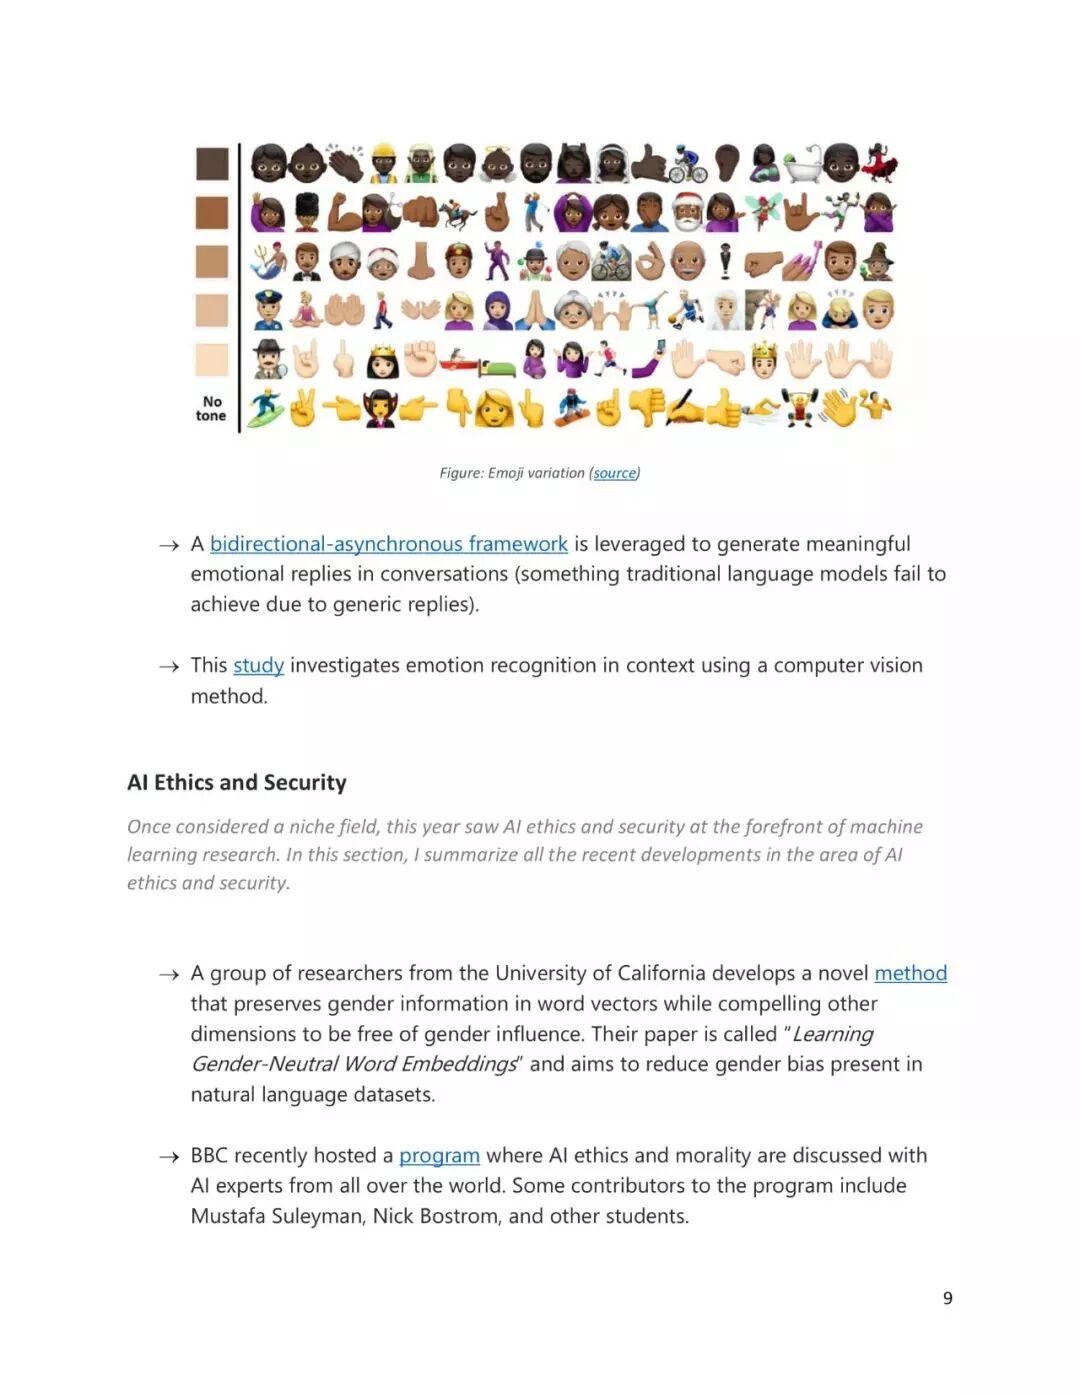 No
tone
Figure: Emoji variation (source)
→ A bidirectional-asynchronous framework is leveraged to generate meaningful
emotional replies in conversations (something traditional language models fail to
achieve due to generic replies).
→ This study investigates emotion recognition in context using a computer vision
method.
AI Ethics and Security
Once considered a niche field, this year saw AI ethics and security at the forefront of machine
learning research. In this section, I summarize all the recent developments in the area of AI
ethics and security.
→ A group of researchers from the University of California develops a novel method
that preserves gender information in word vectors while compelling other
dimensions to be free of gender influence. Their paper is called “Learning
Gender-Neutral Word Embeddings” and aims to reduce gender bias present in
natural language datasets.
→ BBC recently hosted a program where AI ethics and morality are discussed with
AI experts from all over the world. Some contributors to the program include
Mustafa Suleyman, Nick Bostrom, and other students.
9